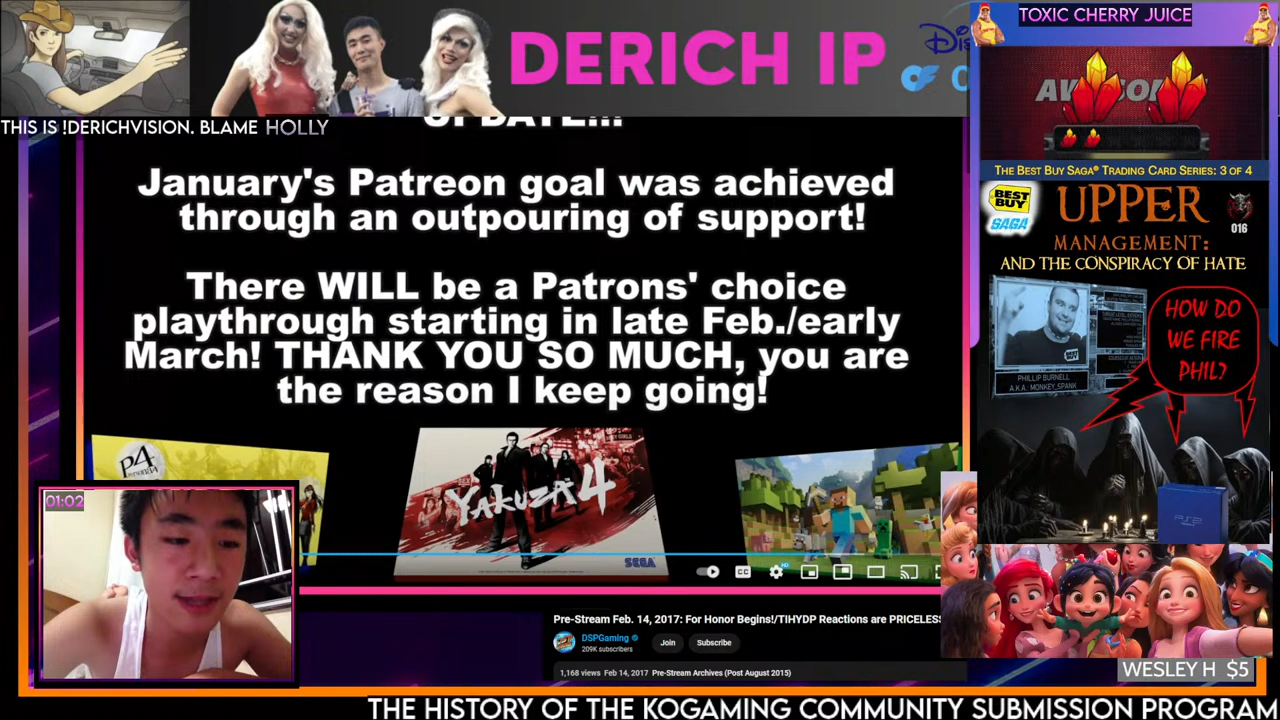 TOXIC CHERRY JUICE
DERICH IP
THIS IS !DERICHVISION. BLAME HOLLY
UPDATE!!!
January's Patreon goal was achieved
through an outpouring of support!
There WILL be a Patrons' choice
playthrough starting in late Feb./early
March! THANK YOU SO MUCH, you are
the reason I keep going!
P4
YAKUZA 4
SEGA
01:02
CC
HD
Pre-Stream Feb. 14, 2017: For Honor Begins!/TIHYDP Reactions are PRICELESS
DSPGaming
209K subscribers
Join
Subscribe
1,168 views Feb 14, 2017 Pre-Stream Archives (Post August 2015)
THE BEST BUY SAGA® TRADING CARD SERIES: 3 OF 4
BEST BUY
SAGA
UPPER
016
MANAGEMENT:
AND THE CONSPIRACY OF HATE
HOW DO
WE FIRE
PHIL?
PHILLIP BURNELL
A.K.A.: MONKEY_SPANK
WESLEY H $5
THE HISTORY OF THE KOGAMING COMMUNITY SUBMISSION PROGRAM